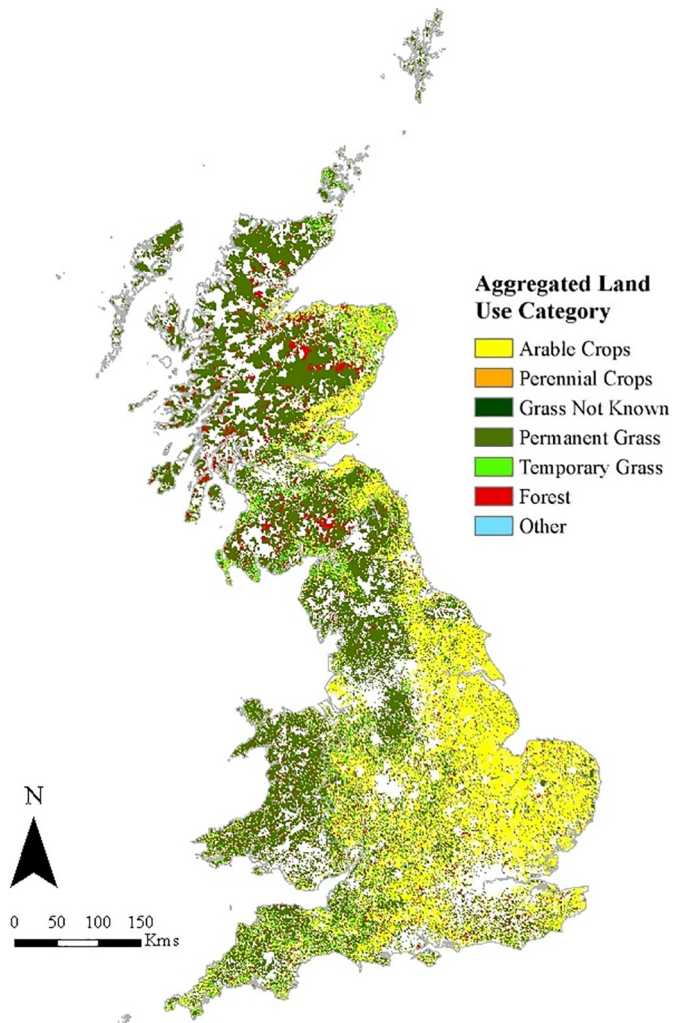 Aggregated Land
Use Category
Arable Crops
Perennial Crops
Grass Not Known
Permanent Grass
Temporary Grass
Forest
Other
N
0 50 100 150
Kms